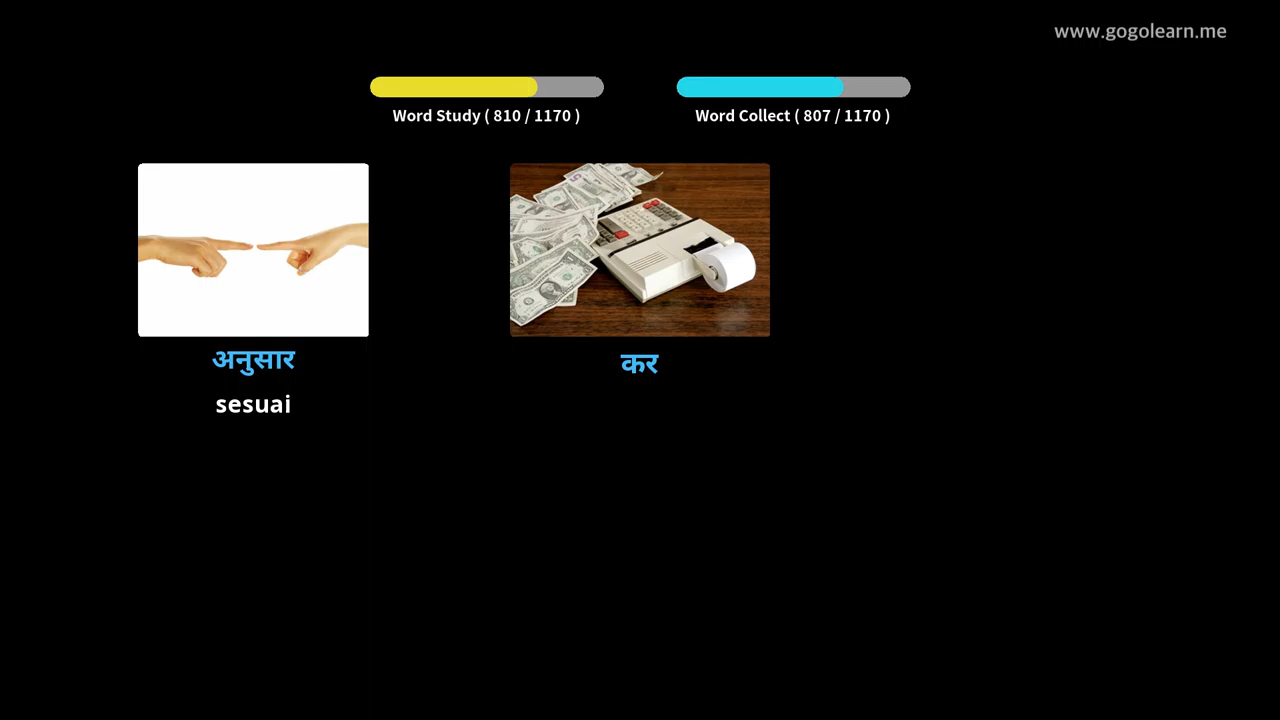 www.gogolearn.me
Word Study ( 810 / 1170 )
Word Collect ( 807 / 1170 )
अनुसार
कर
sesuai